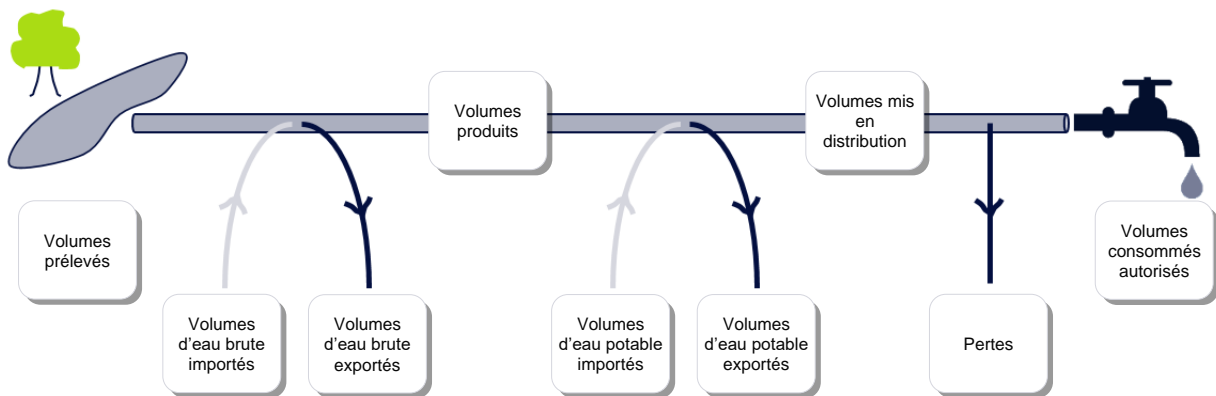 Volumes
prélevés
Volumes
d'eau brute
importés
Volumes
d'eau brute
exportés
Volumes
produits
Volumes
d'eau potable
importés
Volumes
d'eau potable
exportés
Volumes mis
en
distribution
Pertes
Volumes
consommés
autorisés